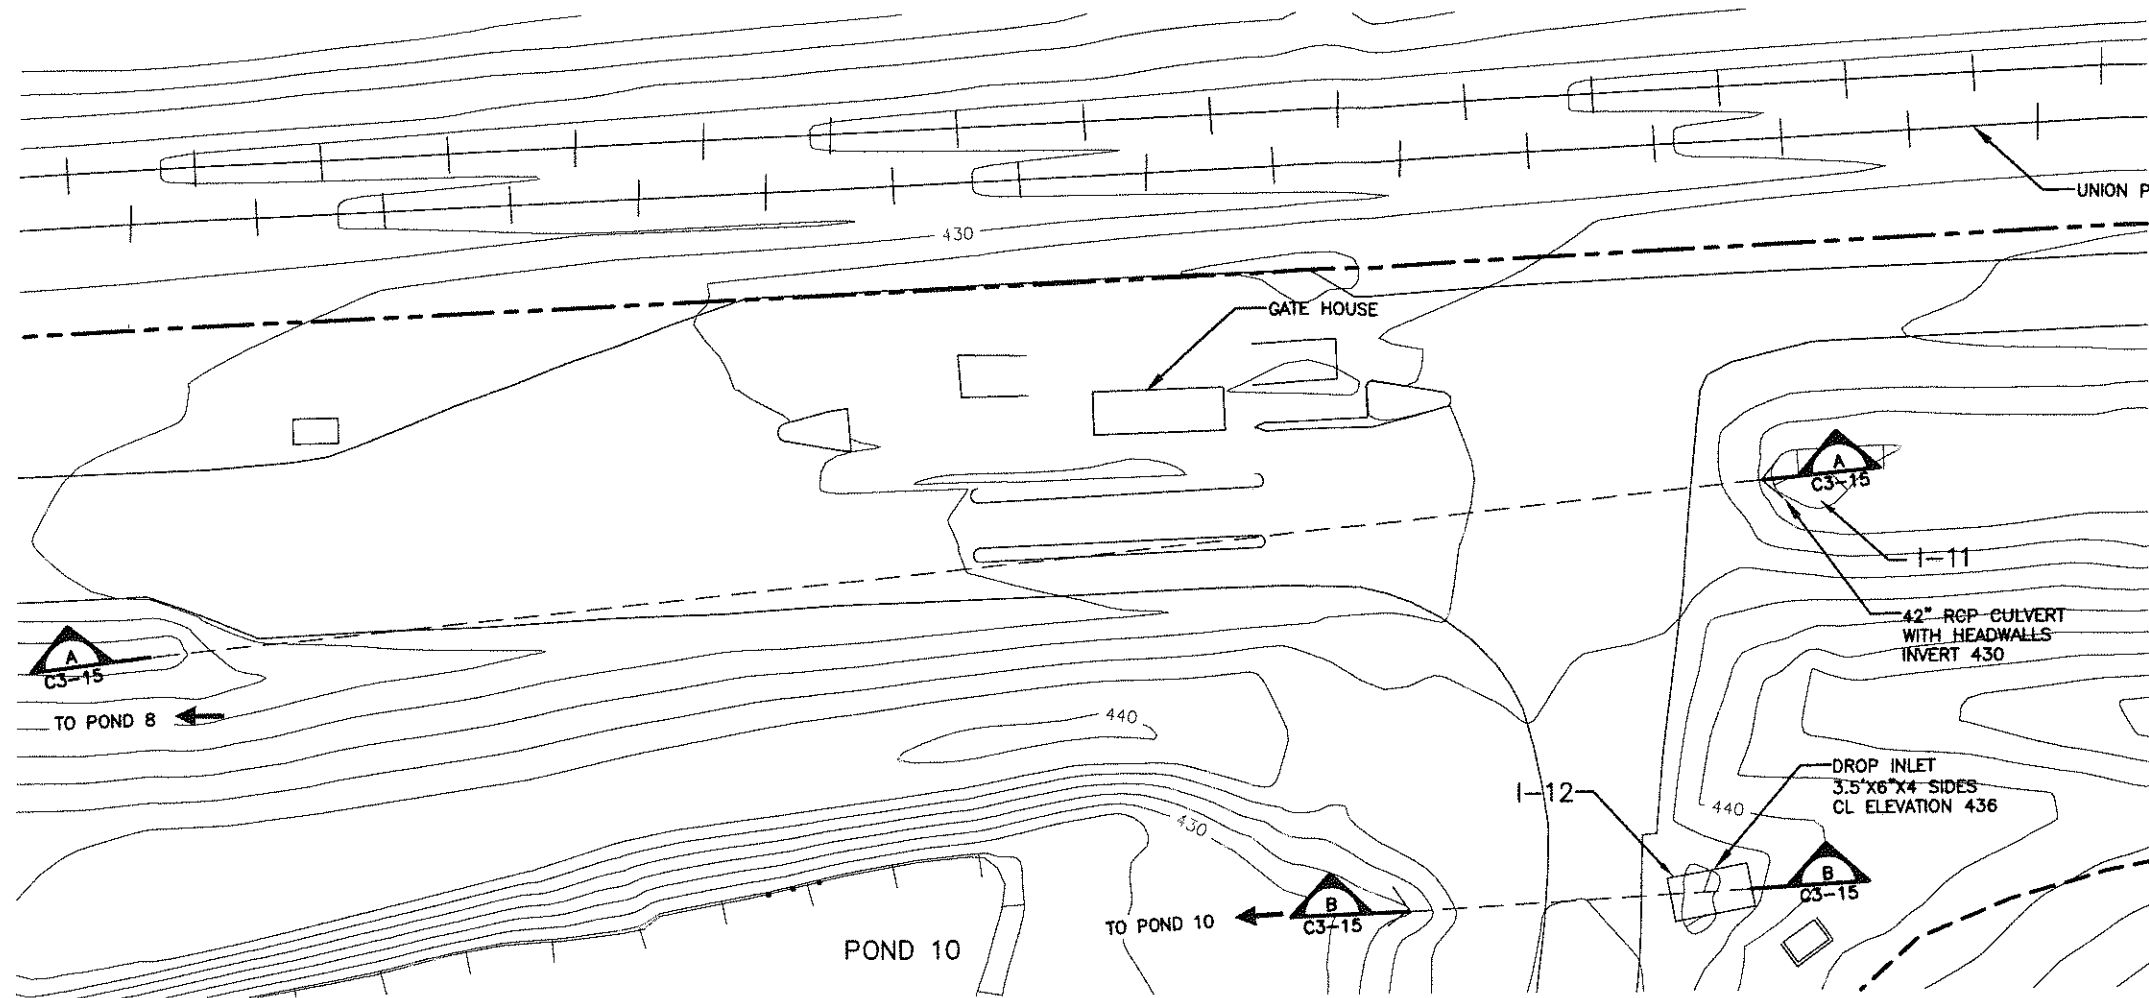 UNION P
430
GATE HOUSE
A
C3-15
I-11
42" RCP CULVERT
WITH HEADWALLS
INVERT 430
A
C3-15
TO POND 8
440
DROP INLET
3.5'X6"X4 SIDES
CL ELEVATION 436
I-12
440
430
B
C3-15
B
C3-15
TO POND 10
POND 10